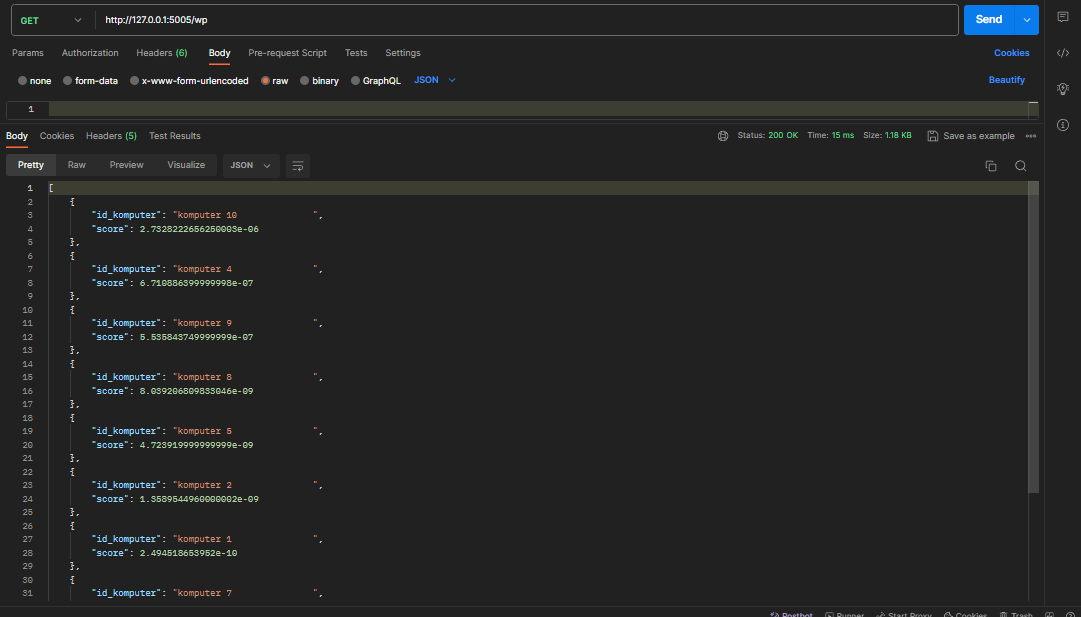 GET http://127.0.0.1:5005/wp Send
Params Authorization Headers (6) Body Pre-request Script Tests Settings Cookies
none form-data x-www-form-urlencoded raw binary GraphQL JSON Beautify
1
Body Cookies Headers (5) Test Results Status: 200 OK Time: 15 ms Size: 1.18 KB Save as example
Pretty Raw Preview Visualize JSON
1 [
2 {
3 "id_komputer": "komputer 10             ",
4 "score": 2.7328222656250003e-06
5 },
6 {
7 "id_komputer": "komputer 4              ",
8 "score": 6.710886399999998e-07
9 },
10 {
11 "id_komputer": "komputer 9              ",
12 "score": 5.535843749999999e-07
13 },
14 {
15 "id_komputer": "komputer 8              ",
16 "score": 8.039206809833046e-09
17 },
18 {
19 "id_komputer": "komputer 5              ",
20 "score": 4.723919999999999e-09
21 },
22 {
23 "id_komputer": "komputer 2              ",
24 "score": 1.3589544960000002e-09
25 },
26 {
27 "id_komputer": "komputer 1              ",
28 "score": 2.494518653952e-10
29 },
30 {
31 "id_komputer": "komputer 7              ",
Postbot Runner Start Proxy Cookies Trash